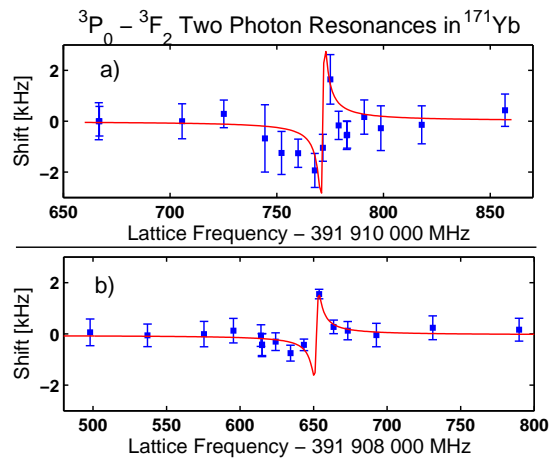 ³P₀ – ³F₂ Two Photon Resonances in ¹⁷¹Yb
a)
Shift [kHz]
2
0
−2
650 700 750 800 850
Lattice Frequency – 391 910 000 MHz
b)
Shift [kHz]
2
0
−2
500 550 600 650 700 750 800
Lattice Frequency – 391 908 000 MHz